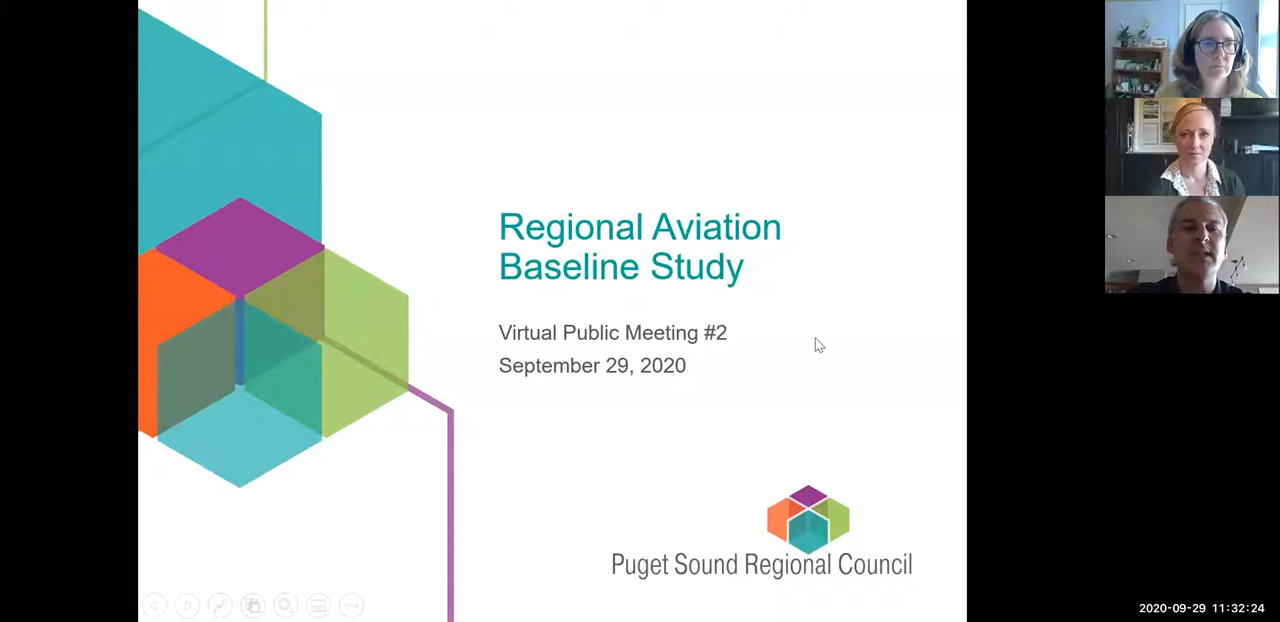 Regional Aviation
Baseline Study
Virtual Public Meeting #2
September 29, 2020
Puget Sound Regional Council
2020-09-29 11:32:24